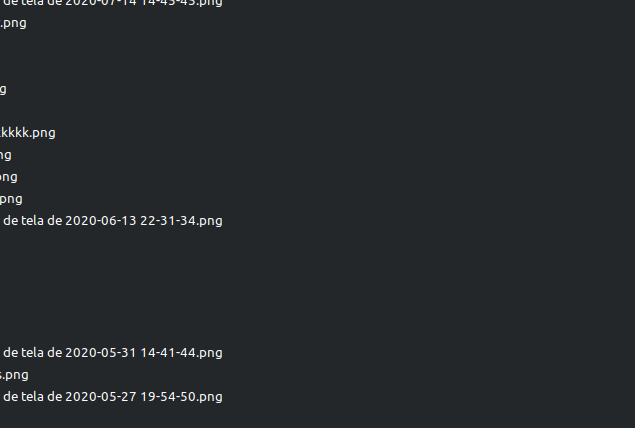 de tela de 2020-07-14 14-43-43.png
.png
g
kkkk.png
ng
png
.png
de tela de 2020-06-13 22-31-34.png
de tela de 2020-05-31 14-41-44.png
s.png
de tela de 2020-05-27 19-54-50.png